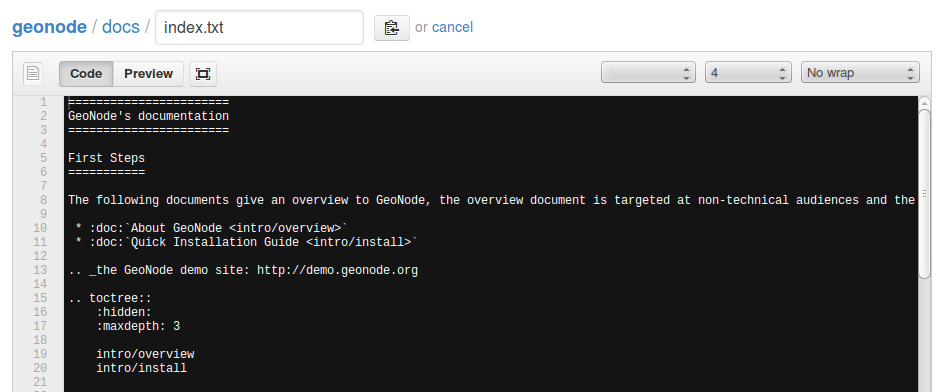 geonode / docs / index.txt or cancel
Code Preview 4 No wrap
1 =======================
2 GeoNode's documentation
3 =======================
4
5 First Steps
6 ===========
7
8 The following documents give an overview to GeoNode, the overview document is targeted at non-technical audiences and the
9
10 * :doc:`About GeoNode <intro/overview>`
11 * :doc:`Quick Installation Guide <intro/install>`
12
13 .. _the GeoNode demo site: http://demo.geonode.org
14
15 .. toctree::
16 :hidden:
17 :maxdepth: 3
18
19 intro/overview
20 intro/install
21